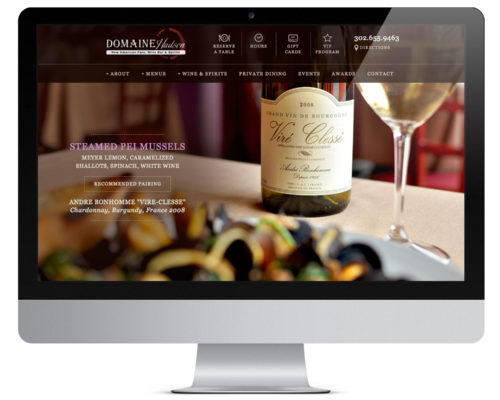 DOMAINE Hudson
New American Fare, Wine Bar & Spirits
RESERVE
A TABLE
HOURS
GIFT
CARDS
VIP
PROGRAM
302.655.9463
DIRECTIONS
ABOUT
MENUS
WINE & SPIRITS
PRIVATE DINING
EVENTS
AWARDS
CONTACT
STEAMED PEI MUSSELS
MEYER LEMON, CARAMELIZED
SHALLOTS, SPINACH, WHITE WINE
RECOMMENDED PAIRING
ANDRE BONHOMME "VIRE-CLESSE"
Chardonnay, Burgundy, France 2008
2008
GRAND VIN DE BOURGOGNE
Viré Clessé
André Bonhomme